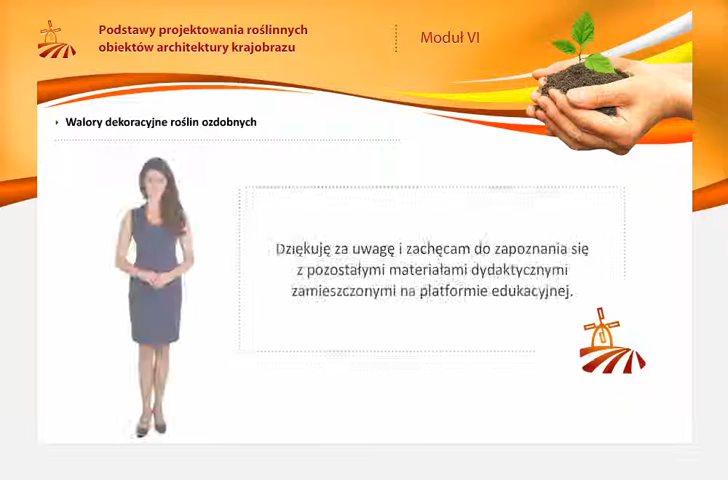 Podstawy projektowania roślinnych
obiektów architektury krajobrazu
Moduł VI
Walory dekoracyjne roślin ozdobnych
Dziękuję za uwagę i zachęcam do zapoznania się
z pozostałymi materiałami dydaktycznymi
zamieszczonymi na platformie edukacyjnej.